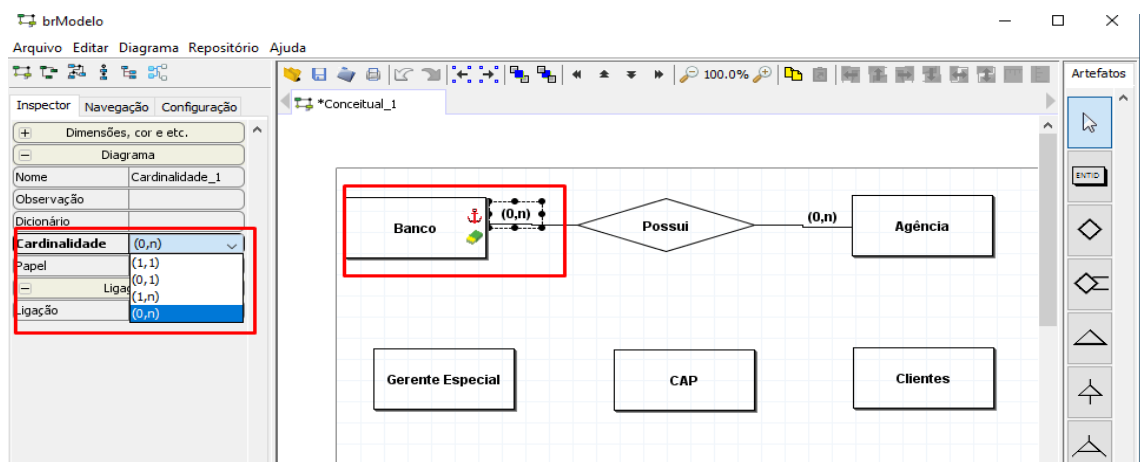 brModelo
Arquivo Editar Diagrama Repositório Ajuda
100.0%
Artefatos
Inspector Navegação Configuração
*Conceitual_1
Dimensões, cor e etc.
Diagrama
Nome Cardinalidade_1
Observação
Dicionário
Cardinalidade (0,n)
Papel (1,1)
(0,1)
(1,n)
Ligação (0,n)
ENTID
Banco (0,n) Possui (0,n) Agência
Gerente Especial CAP Clientes